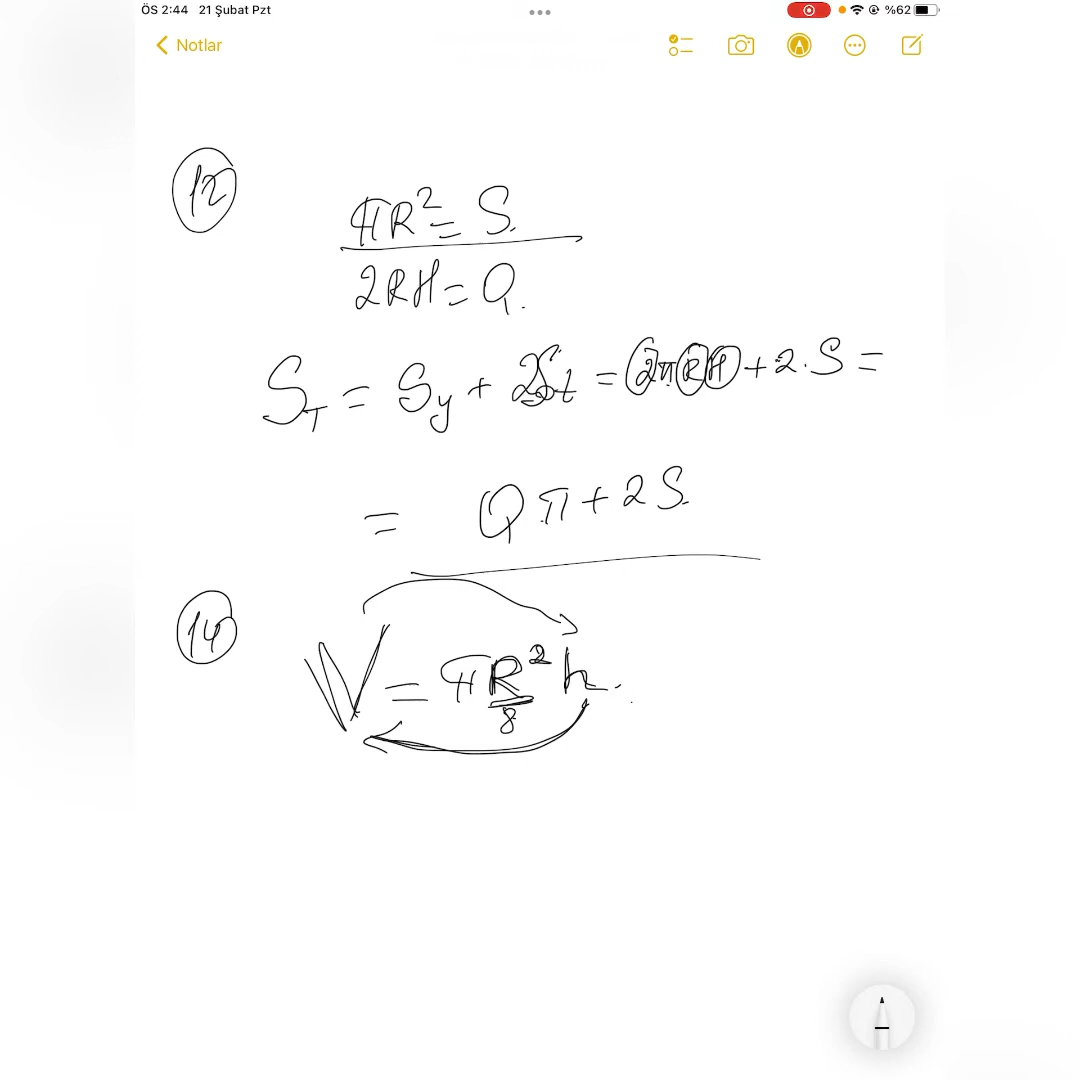 ÖS 2:44 21 Şubat Pzt
%62
Notlar
12
πR² = S
2RH = Q.
S_T = S_y + 2S_t = 2πRH + 2.S =
= Qπ + 2S
14
V = πR²h.
8